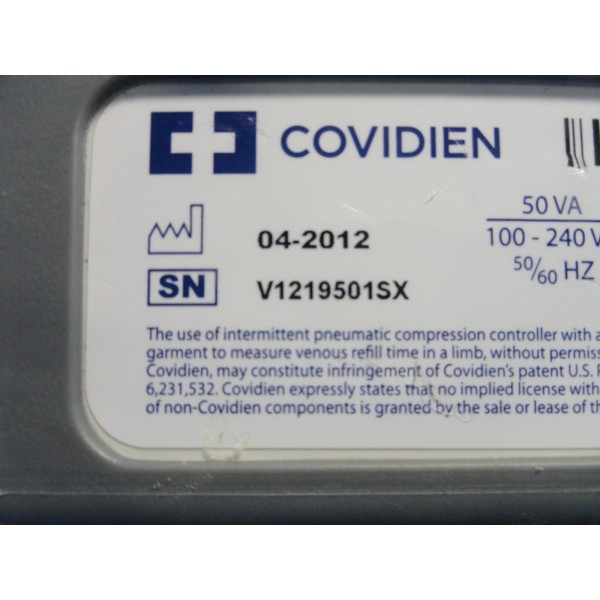 COVIDIEN
50 VA
04-2012
100 - 240 V
50/60 HZ
SN V1219501SX
The use of intermittent pneumatic compression controller with a
garment to measure venous refill time in a limb, without permiss
Covidien, may constitute infringement of Covidien's patent U.S. P
6,231,532. Covidien expressly states that no implied license with
of non-Covidien components is granted by the sale or lease of th